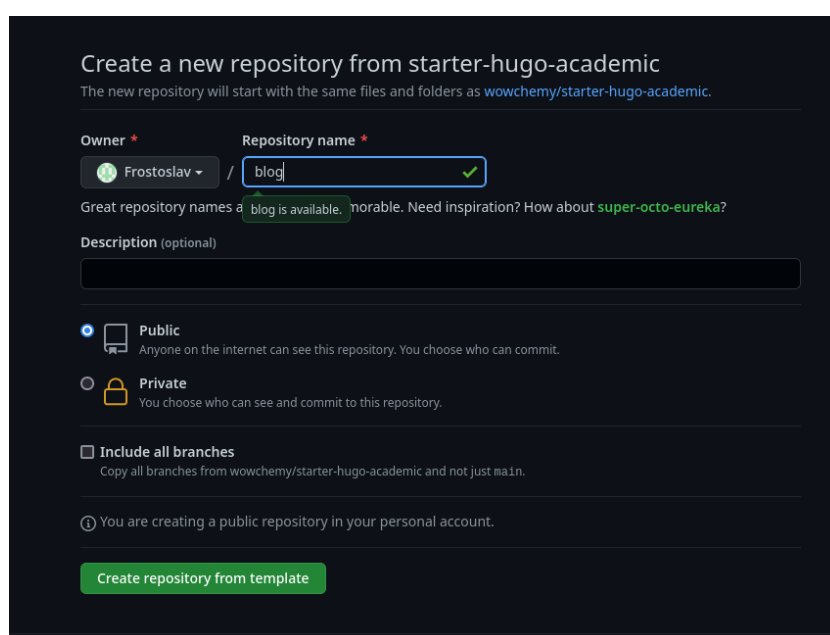 Create a new repository from starter-hugo-academic
The new repository will start with the same files and folders as wowchemy/starter-hugo-academic.
Owner * Repository name *
Frostoslav / blog
Great repository names a morable. Need inspiration? How about super-octo-eureka?
blog is available.
Description (optional)
Public
Anyone on the internet can see this repository. You choose who can commit.
Private
You choose who can see and commit to this repository.
Include all branches
Copy all branches from wowchemy/starter-hugo-academic and not just main.
You are creating a public repository in your personal account.
Create repository from template